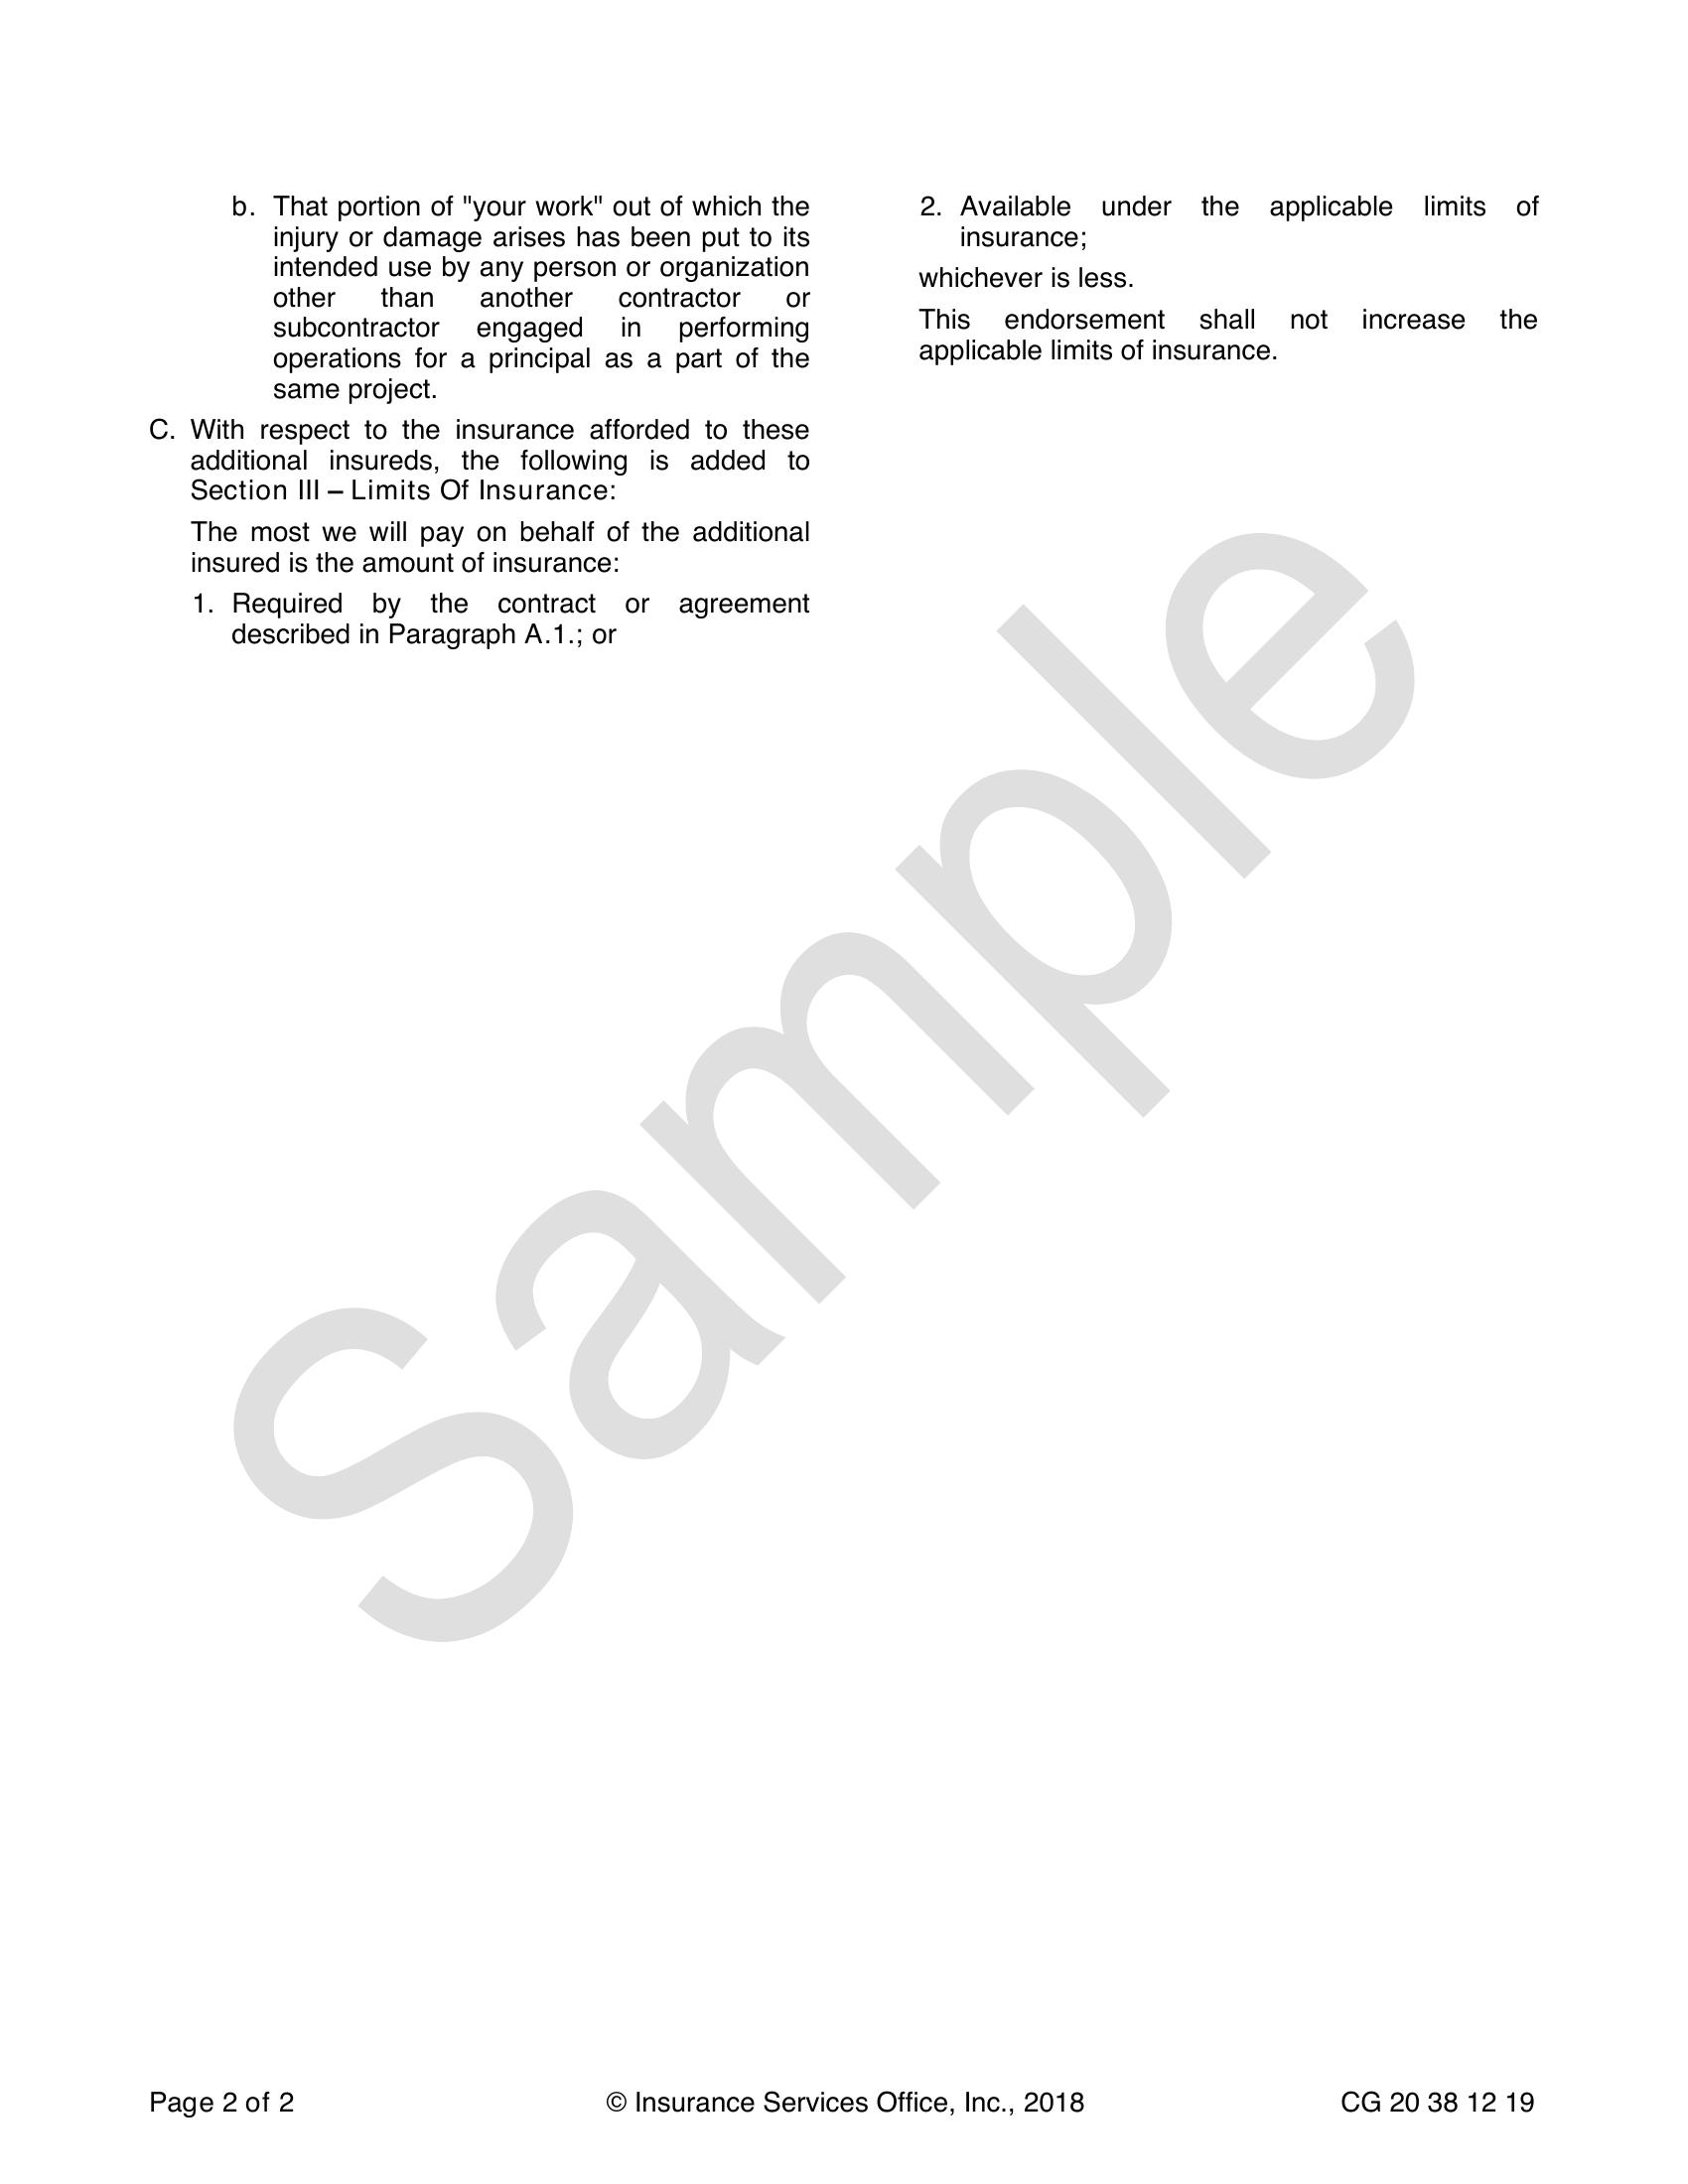 b. That portion of "your work" out of which the
injury or damage arises has been put to its
intended use by any person or organization
other than another contractor or
subcontractor engaged in performing
operations for a principal as a part of the
same project.
C. With respect to the insurance afforded to these
additional insureds, the following is added to
Section III – Limits Of Insurance:
The most we will pay on behalf of the additional
insured is the amount of insurance:
1. Required by the contract or agreement
described in Paragraph A.1.; or
2. Available under the applicable limits of
insurance;
whichever is less.
This endorsement shall not increase the
applicable limits of insurance.
Sample
Page 2 of 2
© Insurance Services Office, Inc., 2018
CG 20 38 12 19